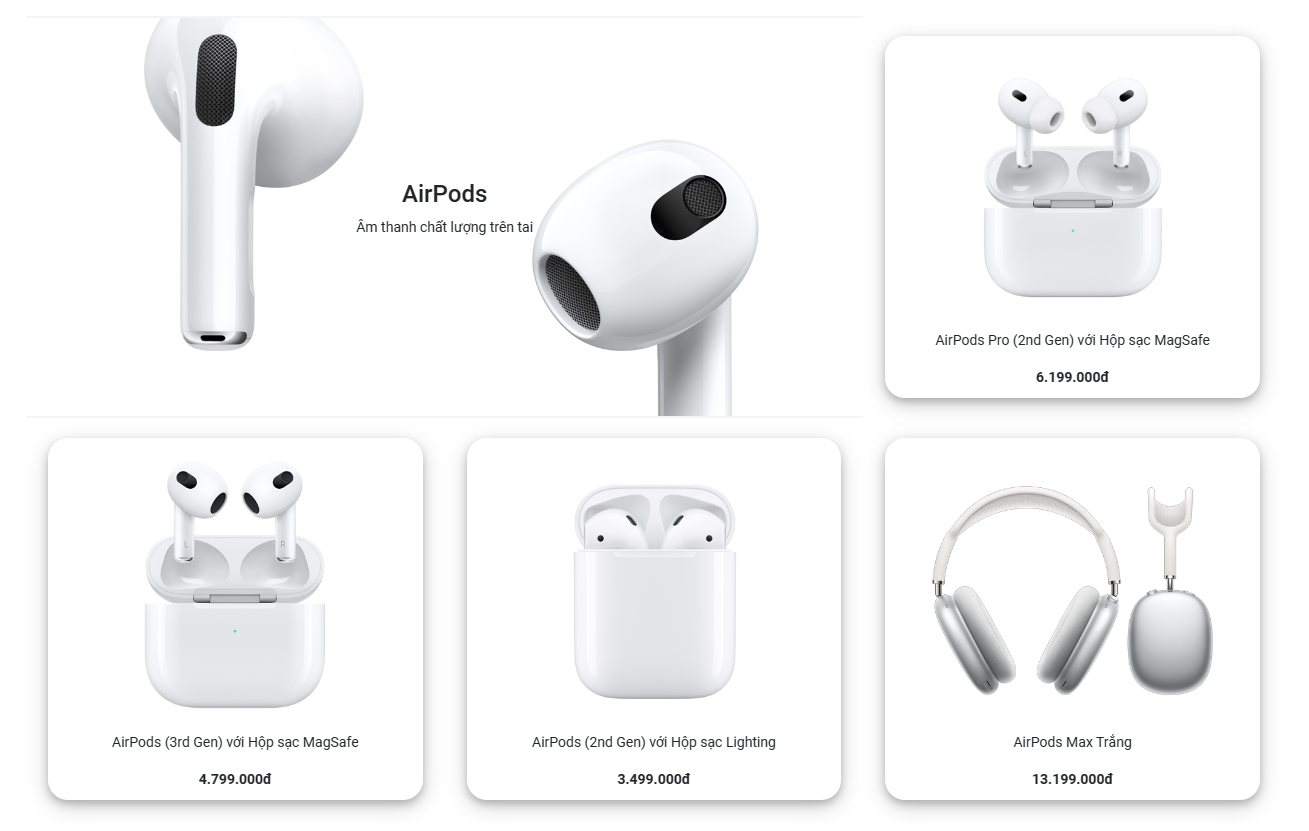 AirPods
Âm thanh chất lượng trên tai
AirPods Pro (2nd Gen) với Hộp sạc MagSafe
6.199.000đ
AirPods (3rd Gen) với Hộp sạc MagSafe
4.799.000đ
AirPods (2nd Gen) với Hộp sạc Lighting
3.499.000đ
AirPods Max Trắng
13.199.000đ